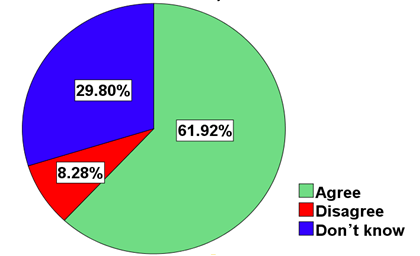 29.80%
61.92%
8.28%
Agree
Disagree
Don't know